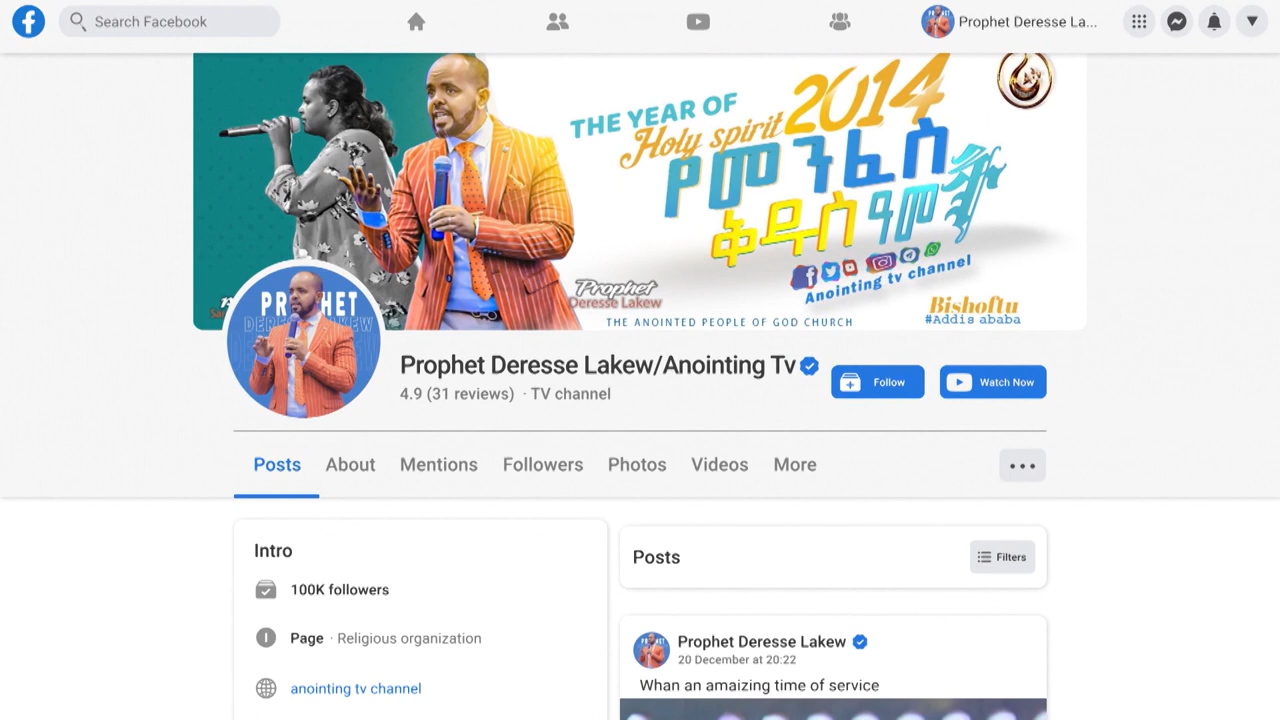 Search Facebook
Prophet Deresse La...
THE YEAR OF
Holy spirit 2014
የመንፈስ
ቅዱስ ዓመት
Anointing tv channel
Prophet
Deresse Lakew
Bishoftu
#Addis ababa
THE ANOINTED PEOPLE OF GOD CHURCH
PROPHET
DERESSE LAKEW
Prophet Deresse Lakew/Anointing Tv
4.9 (31 reviews) · TV channel
Follow
Watch Now
Posts About Mentions Followers Photos Videos More
Intro
100K followers
Page · Religious organization
anointing tv channel
Posts
Filters
Prophet Deresse Lakew
20 December at 20:22
Whan an amaizing time of service